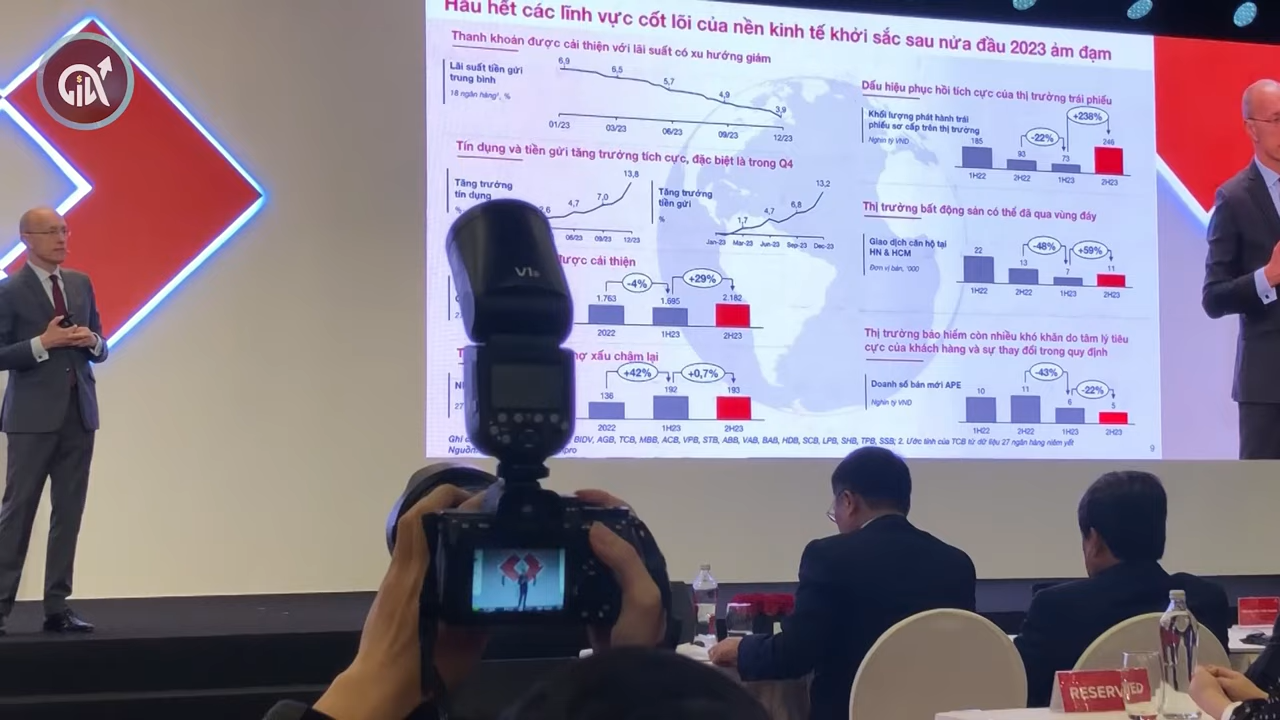 GIA
Hầu hết các lĩnh vực cốt lõi của nền kinh tế khởi sắc sau nửa đầu 2023 ảm đạm
Thanh khoản được cải thiện với lãi suất có xu hướng giảm
Lãi suất tiền gửi
trung bình
18 ngân hàng¹, %
6,9
6,5
5,7
4,9
3,9
01/23
03/23
06/23
09/23
12/23
Tín dụng và tiền gửi tăng trưởng tích cực, đặc biệt là trong Q4
Tăng trưởng
tín dụng
%
2,6
4,7
7,0
13,8
06/23
09/23
12/23
Tăng trưởng
tiền gửi
%
1,7
4,7
6,8
13,2
Jan-23
Mar-23
Jun-23
Sep-23
Dec-23
được cải thiện
-4%
+29%
1.763
1.695
2.182
2022
1H23
2H23
nợ xấu chậm lại
+42%
+0,7%
136
192
193
27
2022
1H23
2H23
Dấu hiệu phục hồi tích cực của thị trường trái phiếu
Khối lượng phát hành trái
phiếu sơ cấp trên thị trường
Nghìn tỷ VND
-22%
+238%
185
93
73
246
1H22
2H22
1H23
2H23
Thị trường bất động sản có thể đã qua vùng đáy
Giao dịch căn hộ tại
HN & HCM
Đơn vị bán, '000
-48%
+59%
22
13
7
11
1H22
2H22
1H23
2H23
Thị trường bảo hiểm còn nhiều khó khăn do tâm lý tiêu
cực của khách hàng và sự thay đổi trong quy định
Doanh số bán mới APE
Nghìn tỷ VND
-43%
-22%
10
11
6
5
1H22
2H22
1H23
2H23
Ghi BIDV, AGB, TCB, MBB, ACB, VPB, STB, ABB, VAB, BAB, HDB, SCB, LPB, SHB, TPB, SSB; 2. Ước tính của TCB từ dữ liệu 27 ngân hàng niêm yết
Nguồn
9
V1s
RESERVED